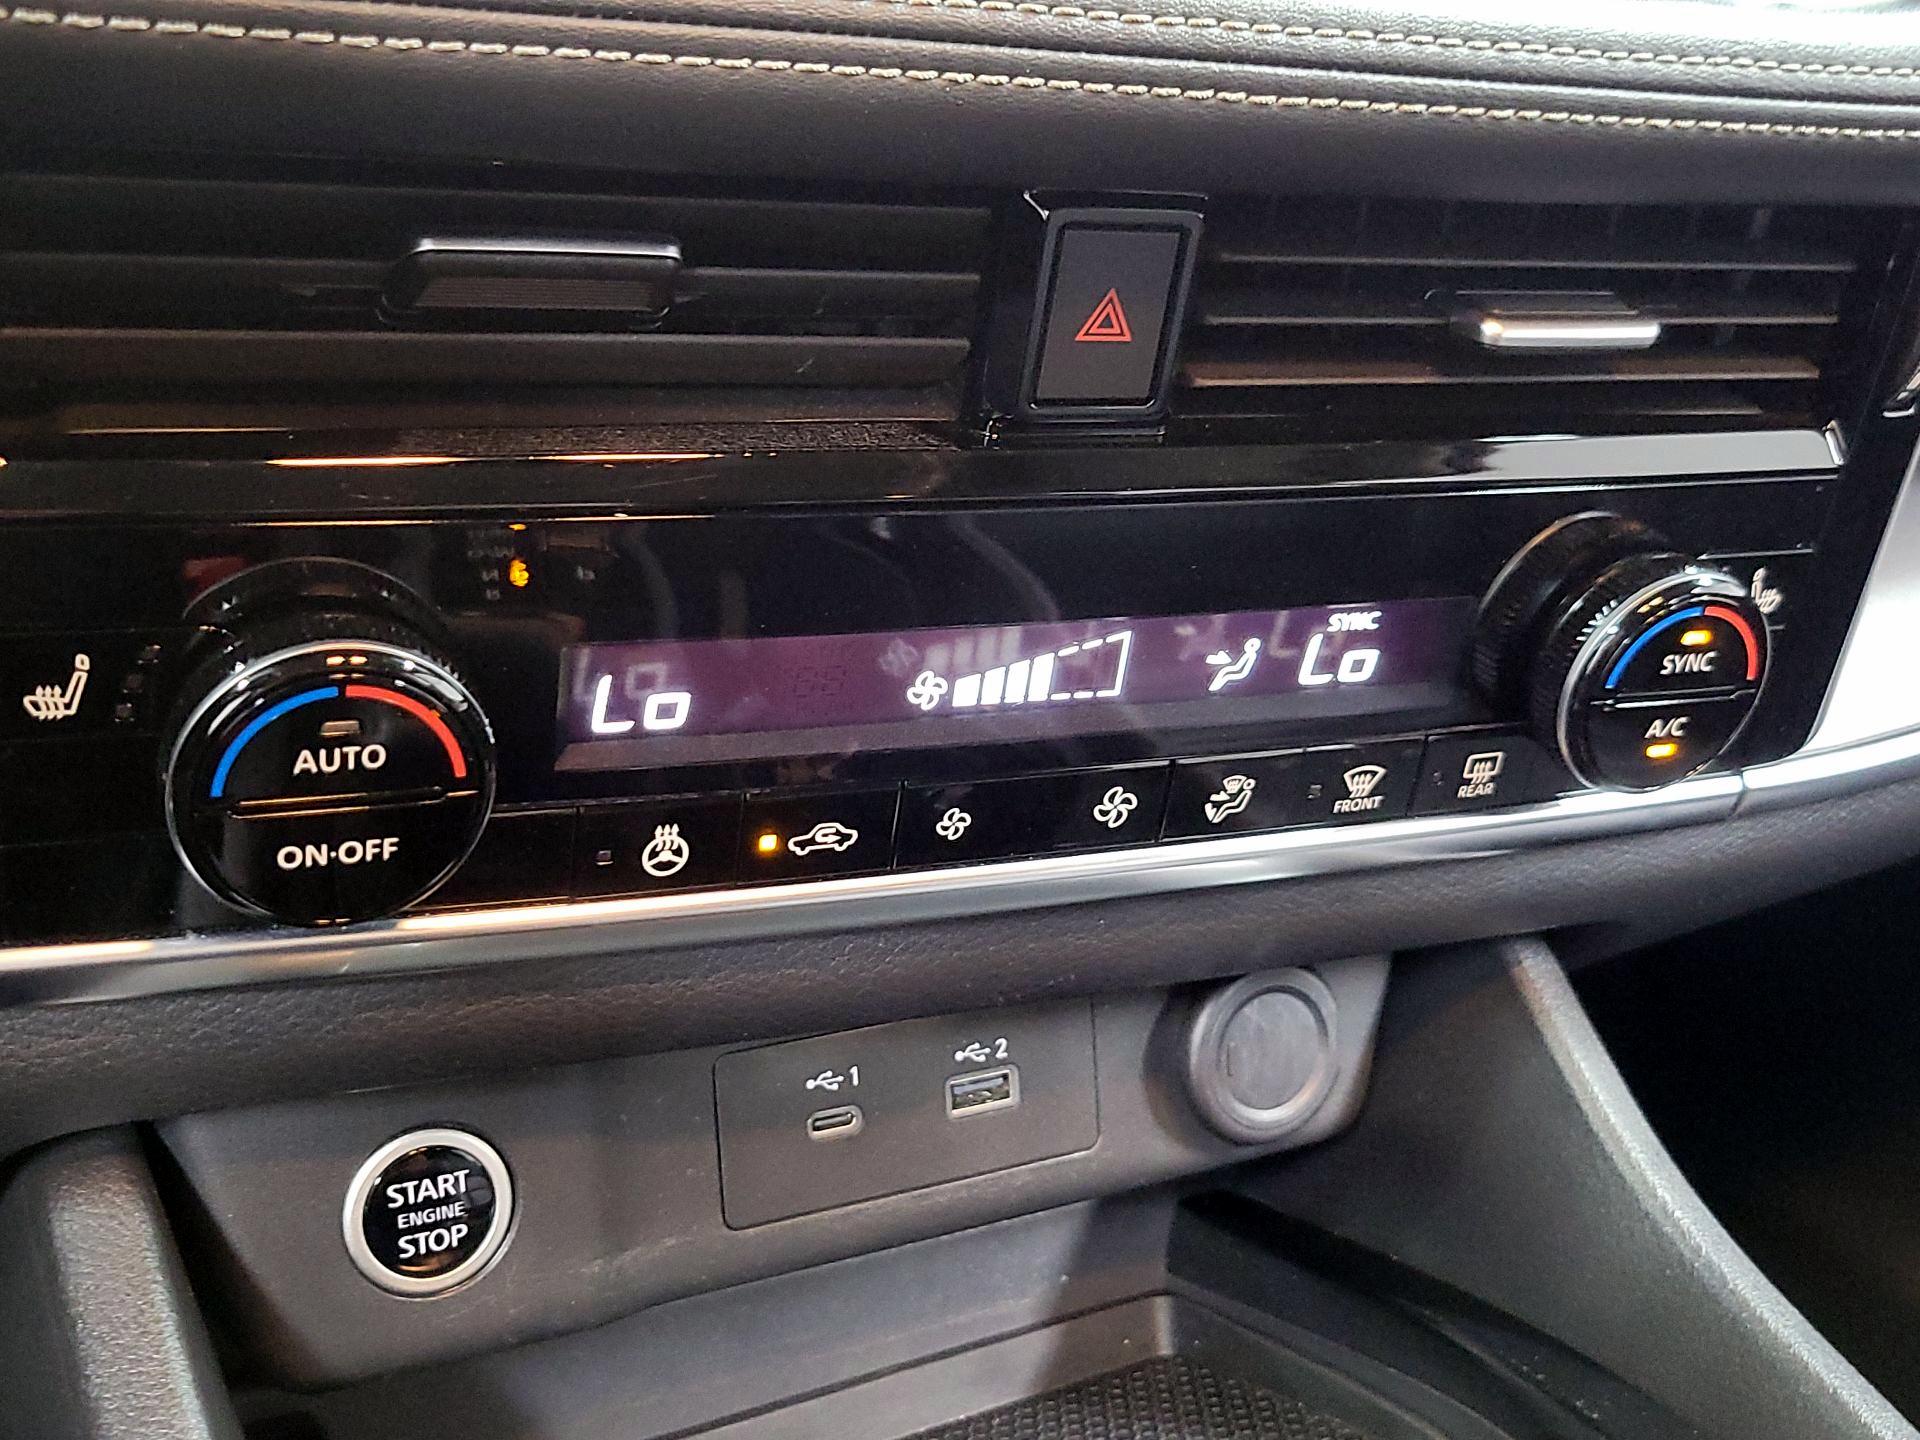 SYNC
Lo
Lo
SYNC
A/C
AUTO
ON·OFF
FRONT
REAR
1
2
START
ENGINE
STOP